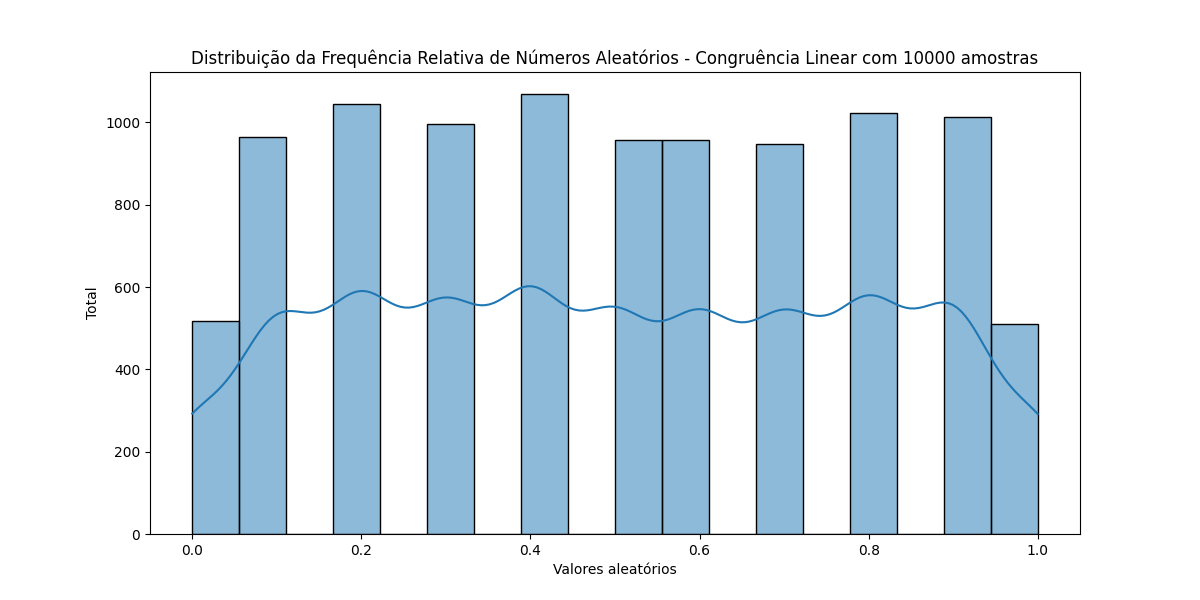 Distribuição da Frequência Relativa de Números Aleatórios - Congruência Linear com 10000 amostras
1000
800
600
400
200
0
Total
0.0 0.2 0.4 0.6 0.8 1.0
Valores aleatórios